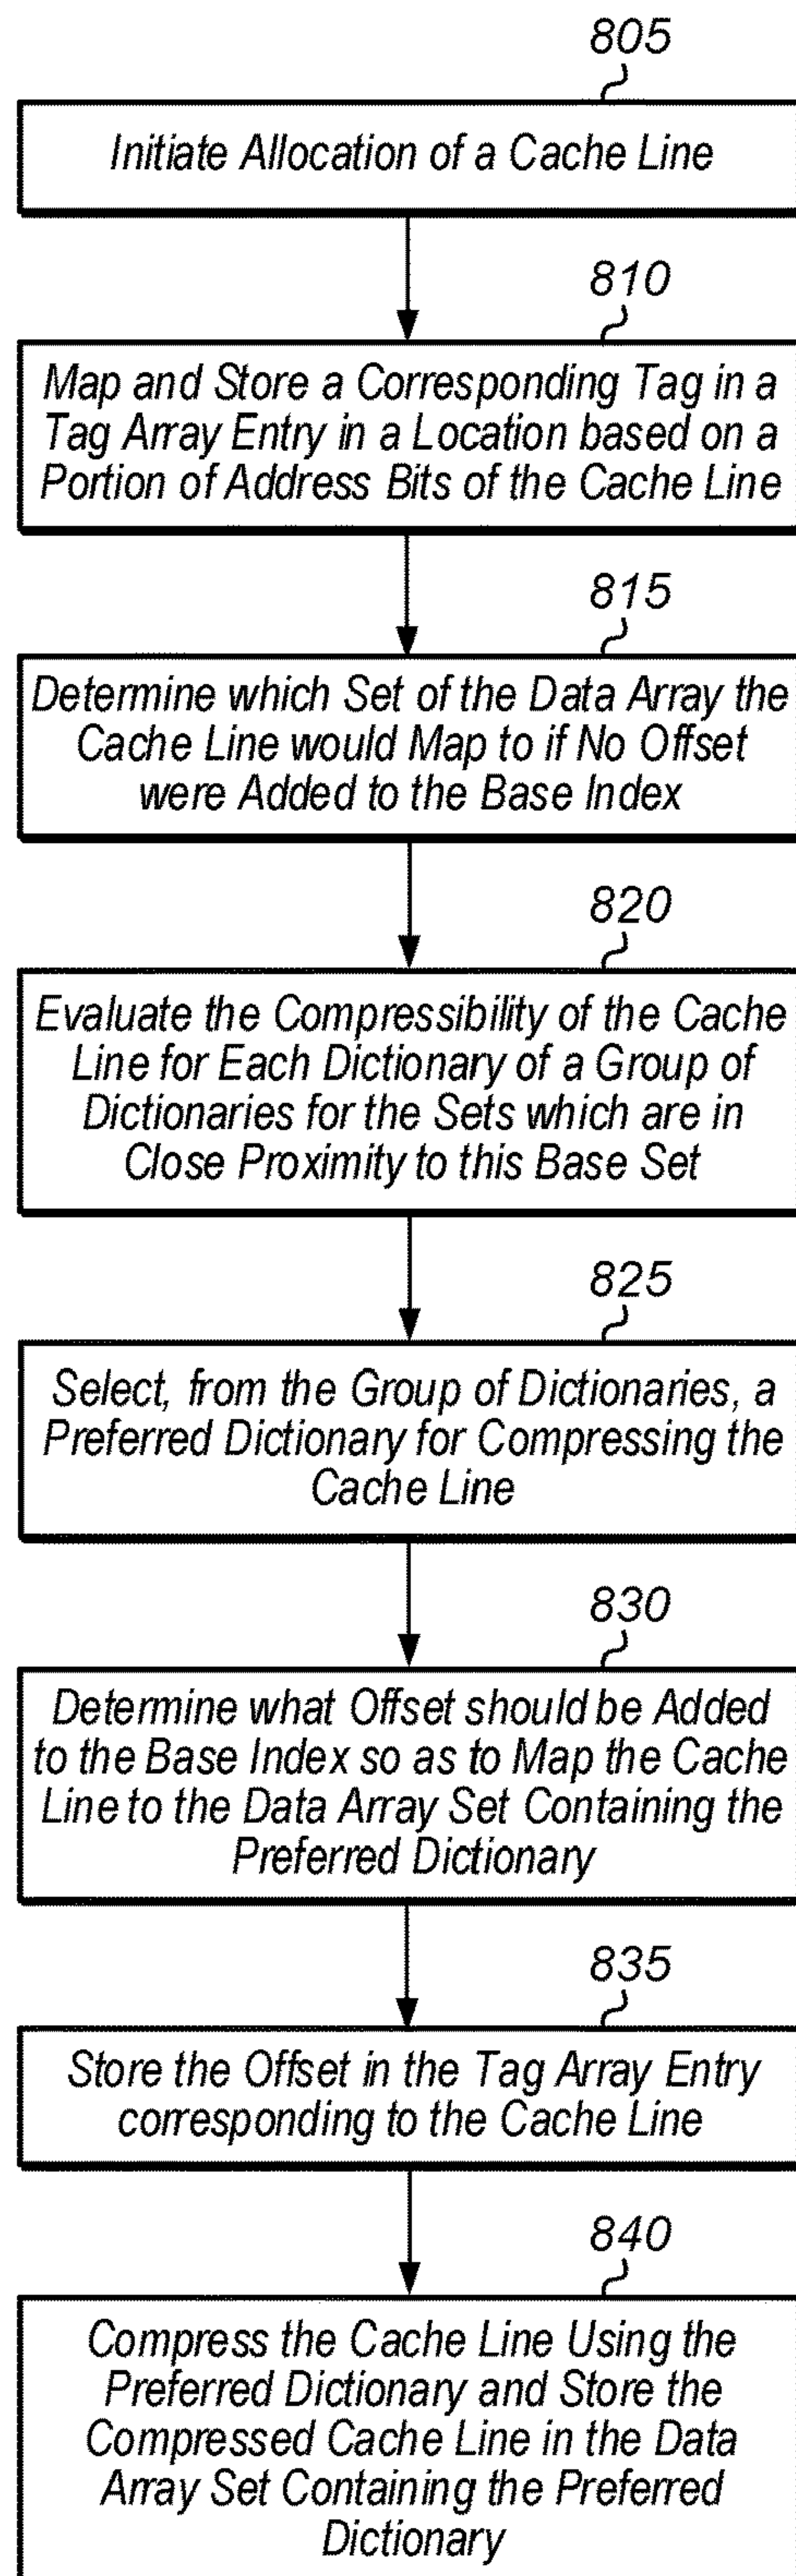 805
Initiate Allocation of a Cache Line
810
Map and Store a Corresponding Tag in a
Tag Array Entry in a Location based on a
Portion of Address Bits of the Cache Line
815
Determine which Set of the Data Array the
Cache Line would Map to if No Offset
were Added to the Base Index
820
Evaluate the Compressibility of the Cache
Line for Each Dictionary of a Group of
Dictionaries for the Sets which are in
Close Proximity to this Base Set
825
Select, from the Group of Dictionaries, a
Preferred Dictionary for Compressing the
Cache Line
830
Determine what Offset should be Added
to the Base Index so as to Map the Cache
Line to the Data Array Set Containing the
Preferred Dictionary
835
Store the Offset in the Tag Array Entry
corresponding to the Cache Line
840
Compress the Cache Line Using the
Preferred Dictionary and Store the
Compressed Cache Line in the Data
Array Set Containing the Preferred
Dictionary